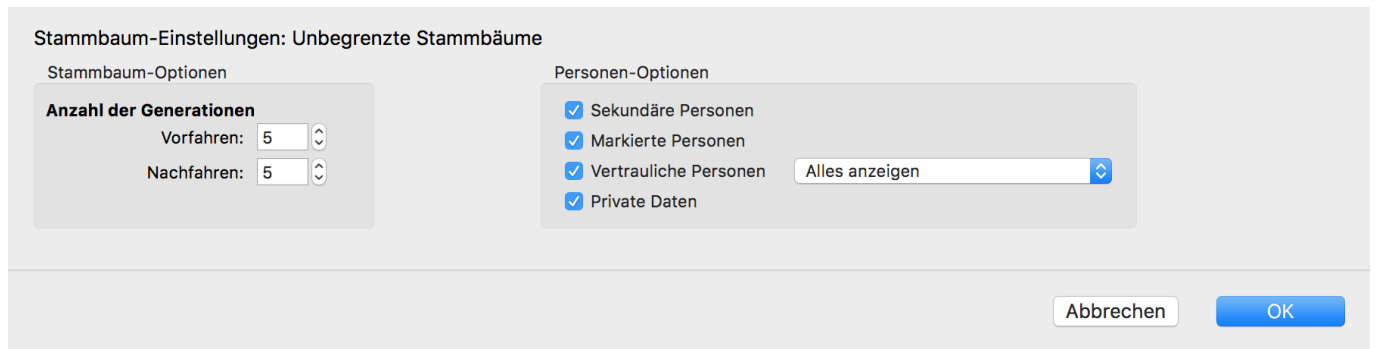 Stammbaum-Einstellungen: Unbegrenzte Stammbäume
Stammbaum-Optionen
Anzahl der Generationen
Vorfahren: 5
Nachfahren: 5
Personen-Optionen
Sekundäre Personen
Markierte Personen
Vertrauliche Personen Alles anzeigen
Private Daten
Abbrechen OK